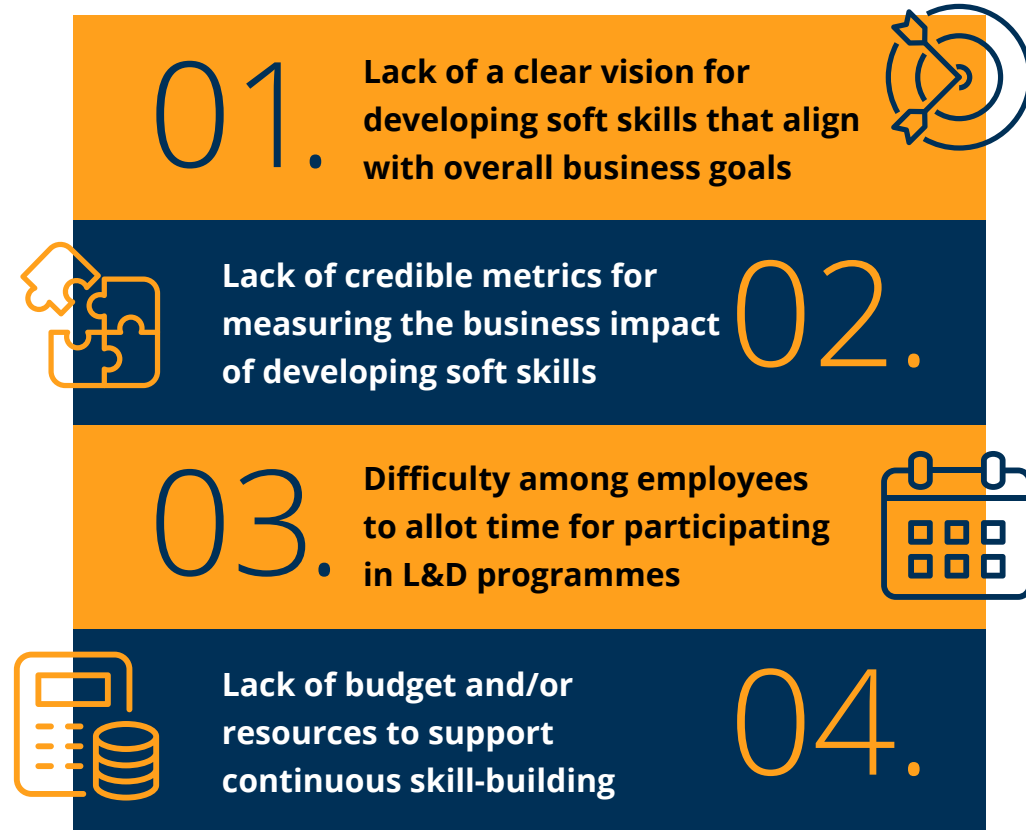 01.
Lack of a clear vision for
developing soft skills that align
with overall business goals
Lack of credible metrics for
measuring the business impact
of developing soft skills
02.
03.
Difficulty among employees
to allot time for participating
in L&D programmes
Lack of budget and/or
resources to support
continuous skill-building
04.